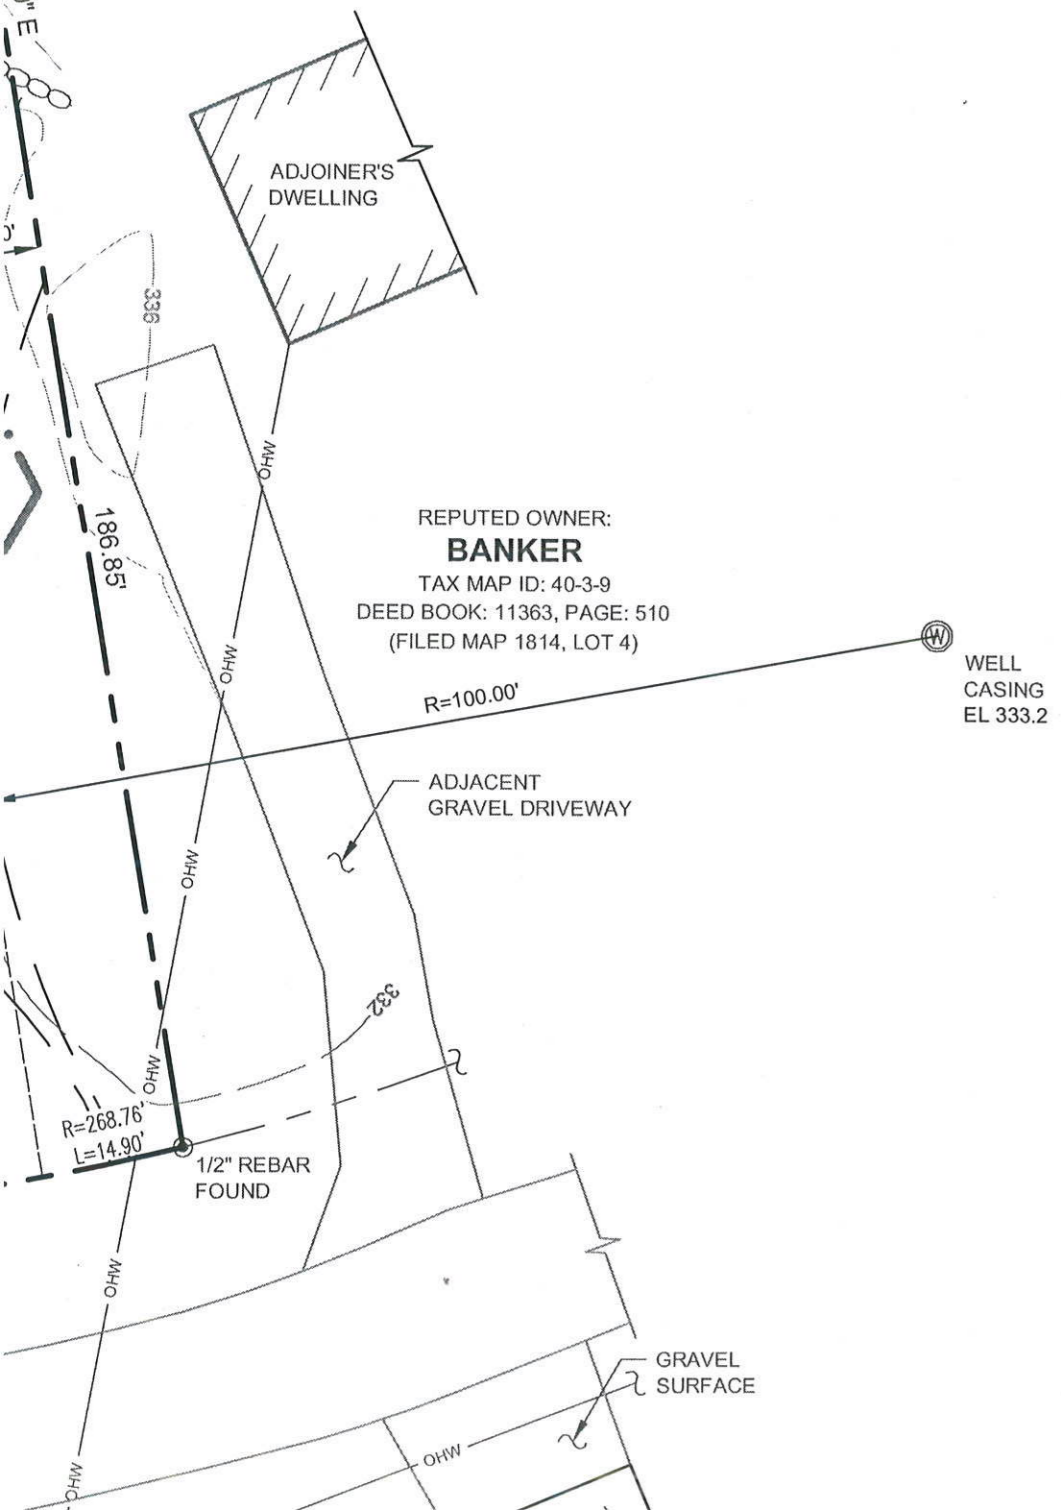 "E
ADJOINER'S
DWELLING
336
OHW
186.85'
REPUTED OWNER:
BANKER
TAX MAP ID: 40-3-9
DEED BOOK: 11363, PAGE: 510
(FILED MAP 1814, LOT 4)
OHW
W
WELL
CASING
EL 333.2
R=100.00'
ADJACENT
GRAVEL DRIVEWAY
OHW
332
OHW
R=268.76'
L=14.90'
1/2" REBAR
FOUND
OHW
GRAVEL
SURFACE
OHW
OHW